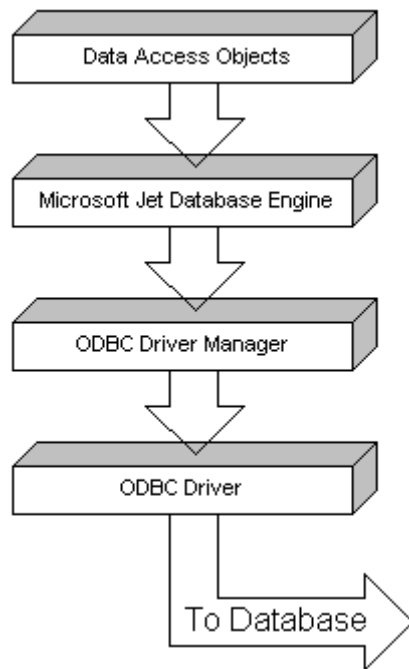 Data Access Objects
Microsoft Jet Database Engine
ODBC Driver Manager
ODBC Driver
To Database